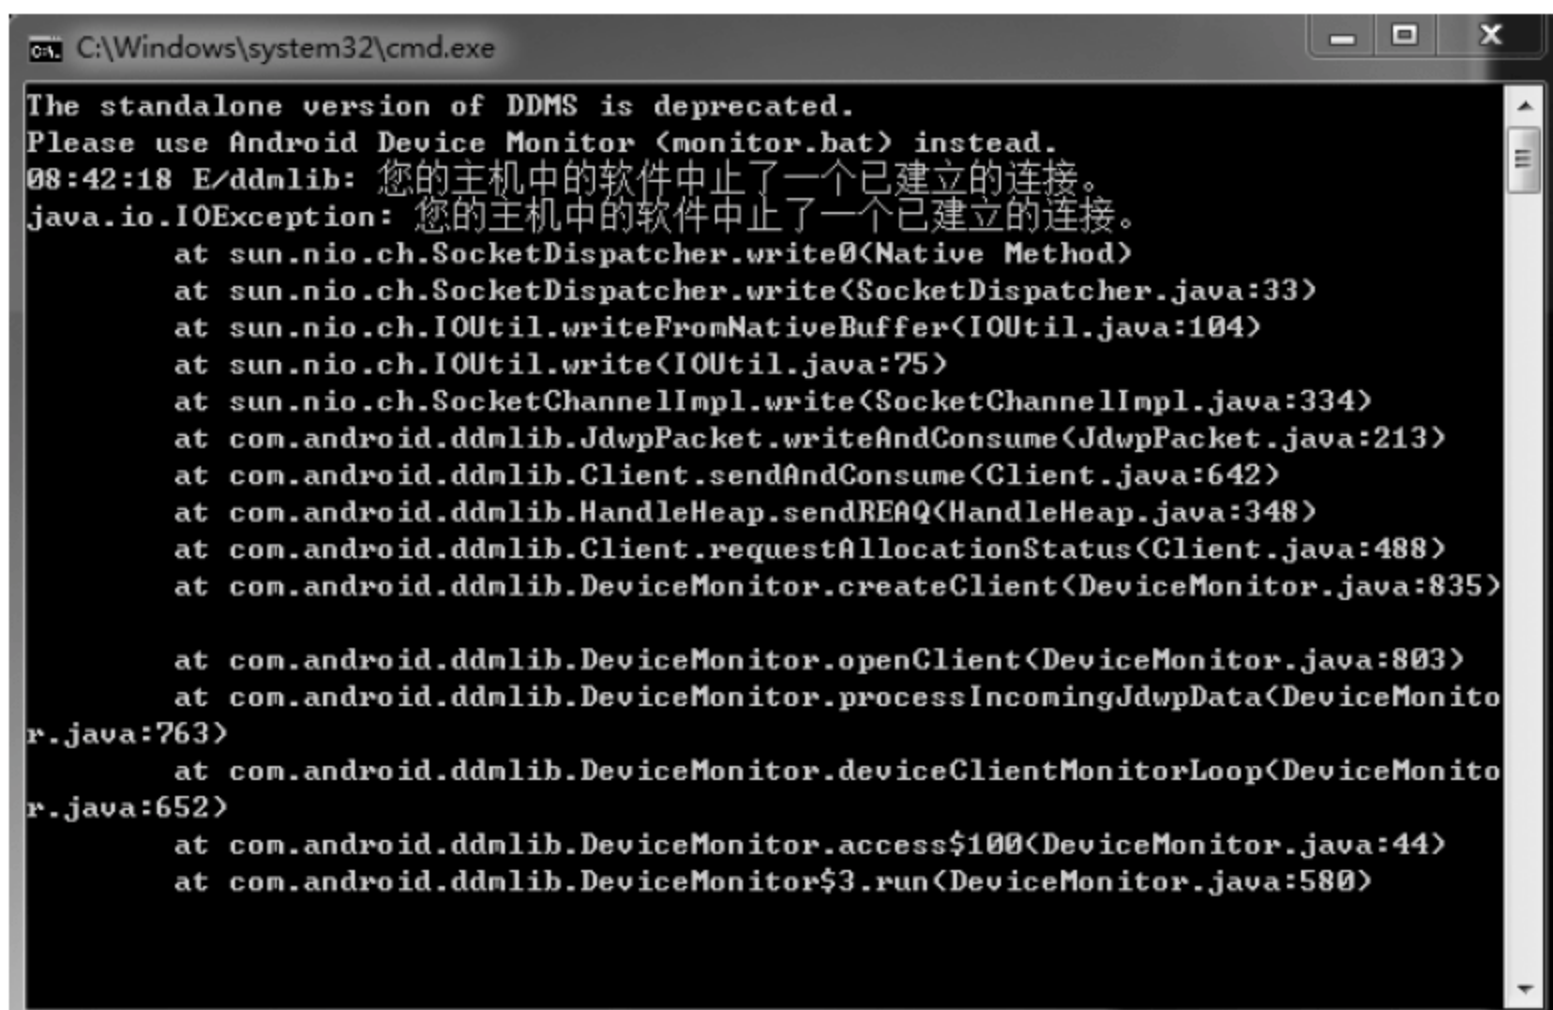 C:\Windows\system32\cmd.exe
The standalone version of DDMS is deprecated.
Please use Android Device Monitor (monitor.bat) instead.
08:42:18 E/ddmlib: 您的主机中的软件中止了一个已建立的连接。
java.io.IOException: 您的主机中的软件中止了一个已建立的连接。
at sun.nio.ch.SocketDispatcher.write0(Native Method)
at sun.nio.ch.SocketDispatcher.write(SocketDispatcher.java:33)
at sun.nio.ch.IOUtil.writeFromNativeBuffer(IOUtil.java:104)
at sun.nio.ch.IOUtil.write(IOUtil.java:75)
at sun.nio.ch.SocketChannelImpl.write(SocketChannelImpl.java:334)
at com.android.ddmlib.JdwpPacket.writeAndConsume(JdwpPacket.java:213)
at com.android.ddmlib.Client.sendAndConsume(Client.java:642)
at com.android.ddmlib.HandleHeap.sendREAQ(HandleHeap.java:348)
at com.android.ddmlib.Client.requestAllocationStatus(Client.java:488)
at com.android.ddmlib.DeviceMonitor.createClient(DeviceMonitor.java:835)
at com.android.ddmlib.DeviceMonitor.openClient(DeviceMonitor.java:803)
at com.android.ddmlib.DeviceMonitor.processIncomingJdwpData(DeviceMonito
r.java:763)
at com.android.ddmlib.DeviceMonitor.deviceClientMonitorLoop(DeviceMonito
r.java:652)
at com.android.ddmlib.DeviceMonitor.access$100(DeviceMonitor.java:44)
at com.android.ddmlib.DeviceMonitor$3.run(DeviceMonitor.java:580)